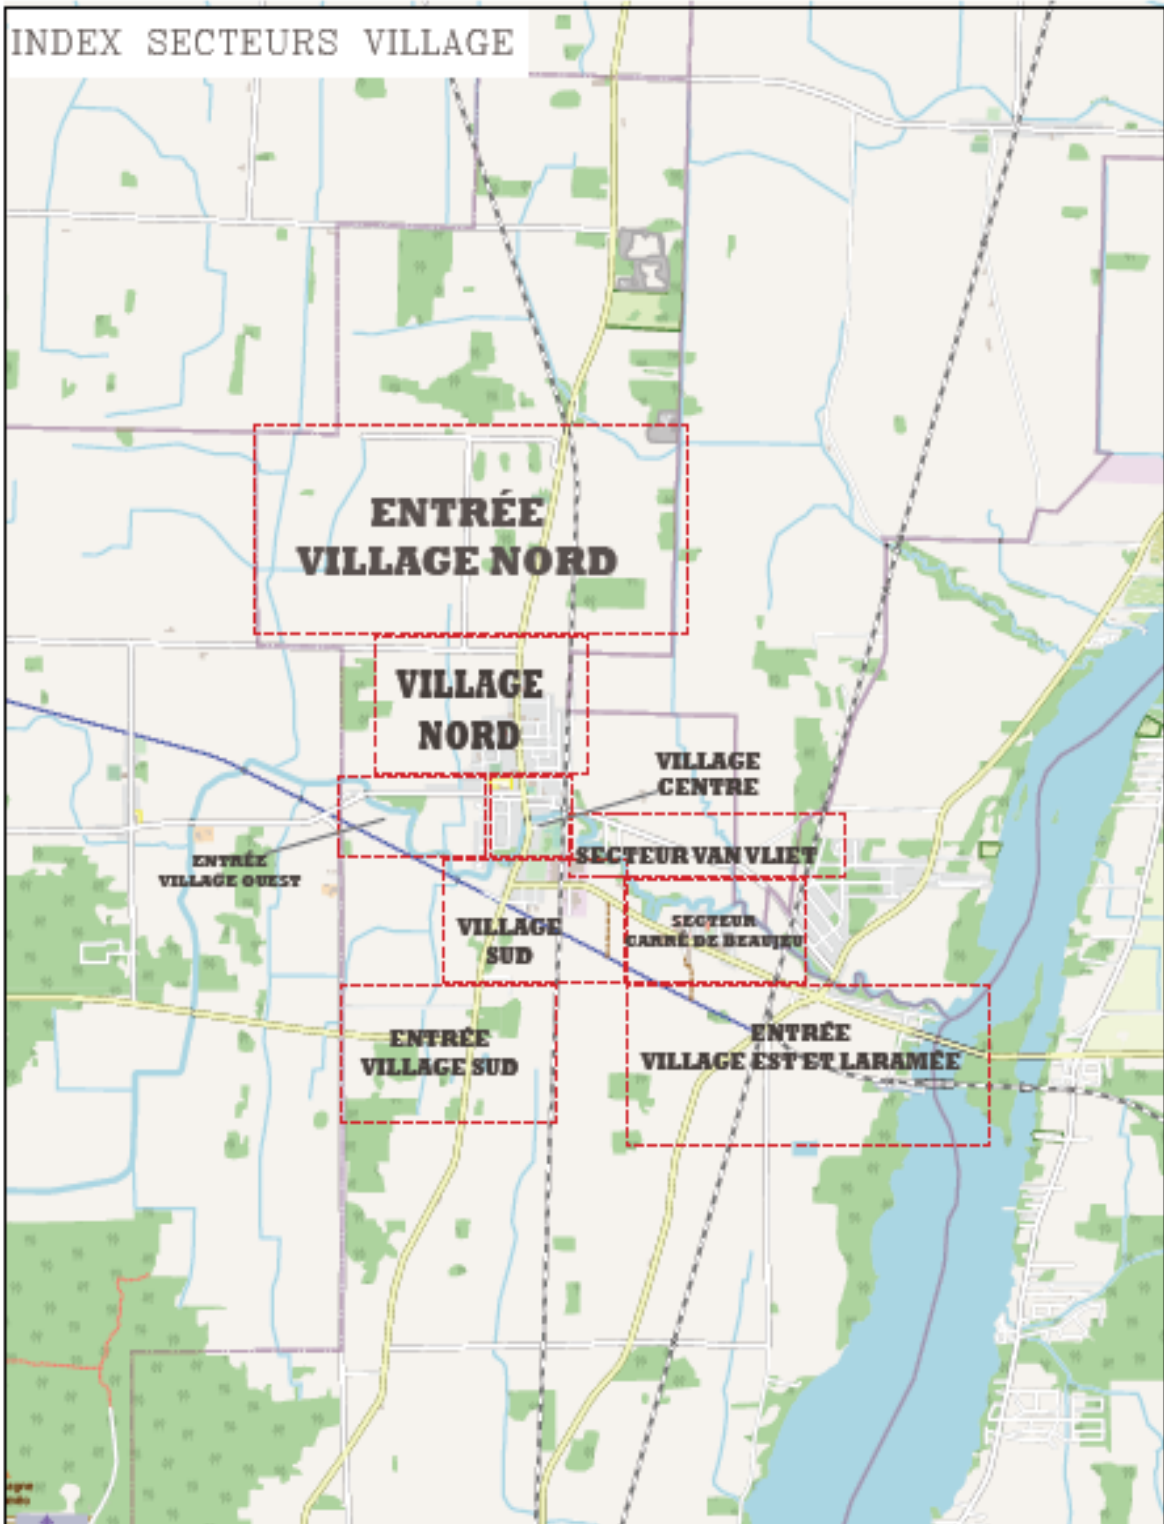 INDEX SECTEURS VILLAGE
ENTRÉE
VILLAGE NORD
VILLAGE
NORD
VILLAGE
CENTRE
ENTRÉE
VILLAGE OUEST
SECTEUR VAN VLIET
VILLAGE
SUD
SECTEUR
CARRÉ DE BEAUJEU
ENTRÉE
VILLAGE SUD
ENTRÉE
VILLAGE EST ET LARAMÉE